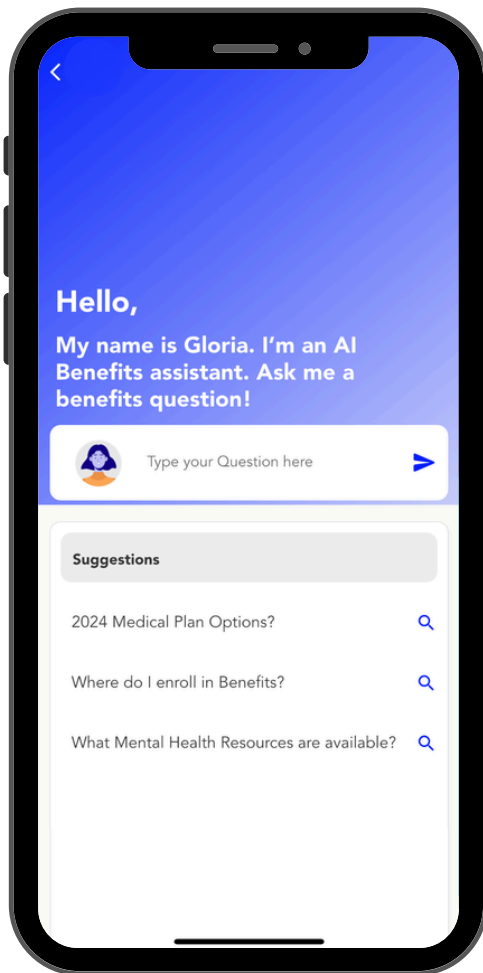 Hello,
My name is Gloria. I’m an AI
Benefits assistant. Ask me a
benefits question!
Type your Question here
Suggestions
2024 Medical Plan Options?
Where do I enroll in Benefits?
What Mental Health Resources are available?